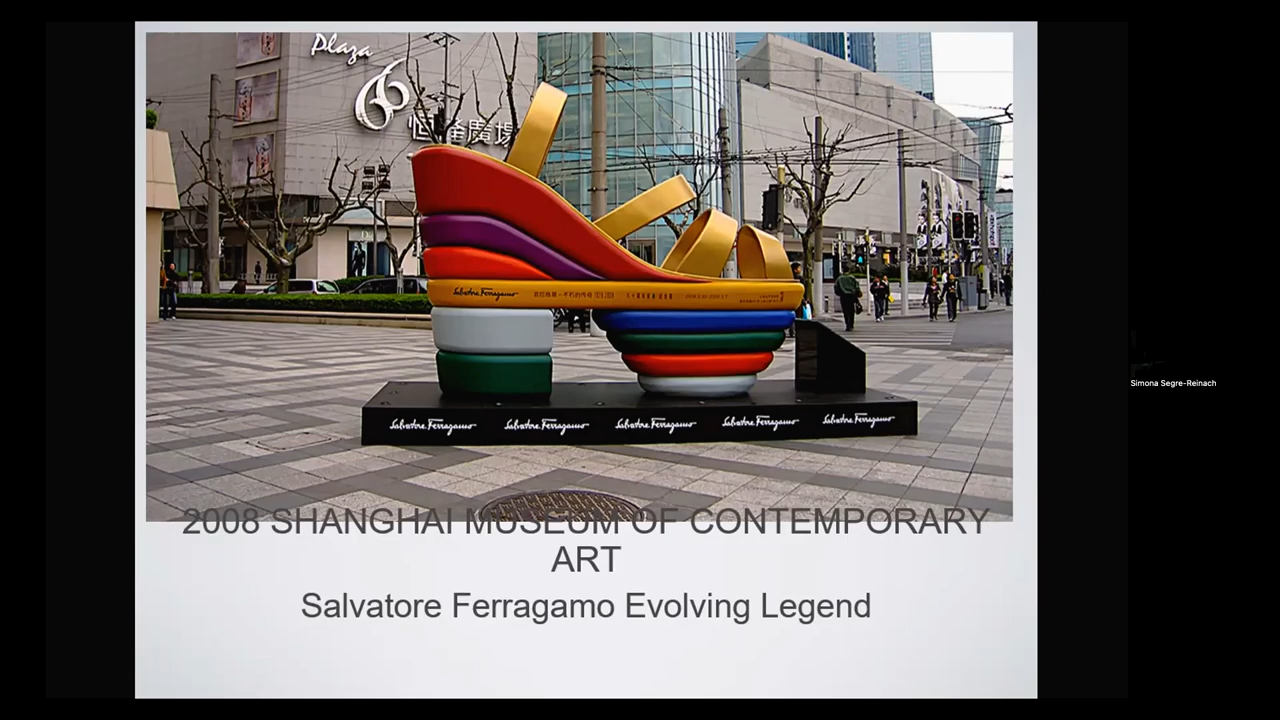 Plaza
66
恒隆廣場
Salvatore Ferragamo
Salvatore Ferragamo Salvatore Ferragamo Salvatore Ferragamo Salvatore Ferragamo Salvatore Ferragamo
2008 SHANGHAI MUSEUM OF CONTEMPORARY
ART
Salvatore Ferragamo Evolving Legend
Simona Segre-Reinach